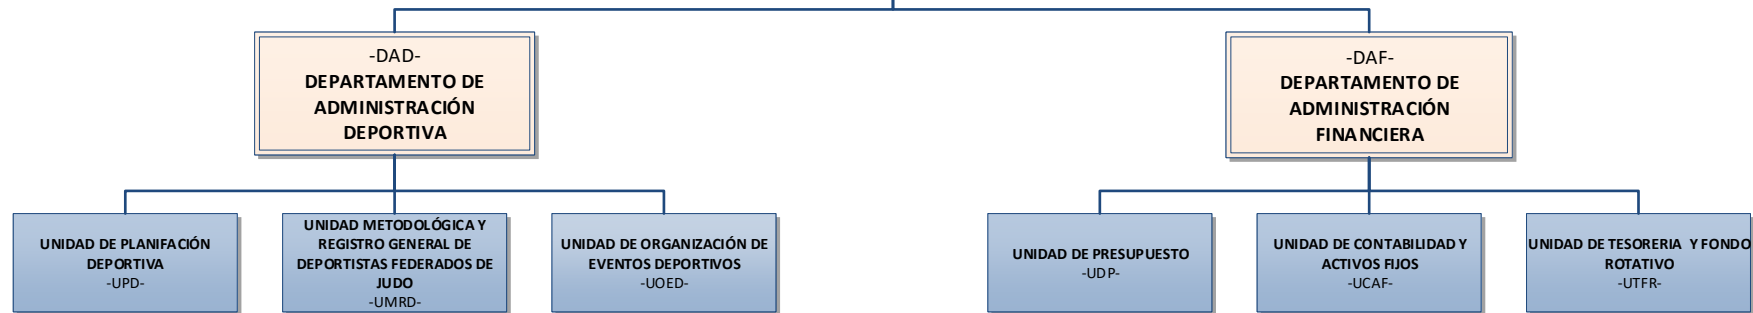 -DAD-
DEPARTAMENTO DE
ADMINISTRACIÓN
DEPORTIVA
-DAF-
DEPARTAMENTO DE
ADMINISTRACIÓN
FINANCIERA
UNIDAD DE PLANIFACIÓN
DEPORTIVA
-UPD-
UNIDAD METODOLÓGICA Y
REGISTRO GENERAL DE
DEPORTISTAS FEDERADOS DE
JUDO
-UMRD-
UNIDAD DE ORGANIZACIÓN DE
EVENTOS DEPORTIVOS
-UOED-
UNIDAD DE PRESUPUESTO
-UDP-
UNIDAD DE CONTABILIDAD Y
ACTIVOS FIJOS
-UCAF-
UNIDAD DE TESORERIA Y FONDO
ROTATIVO
-UTFR-